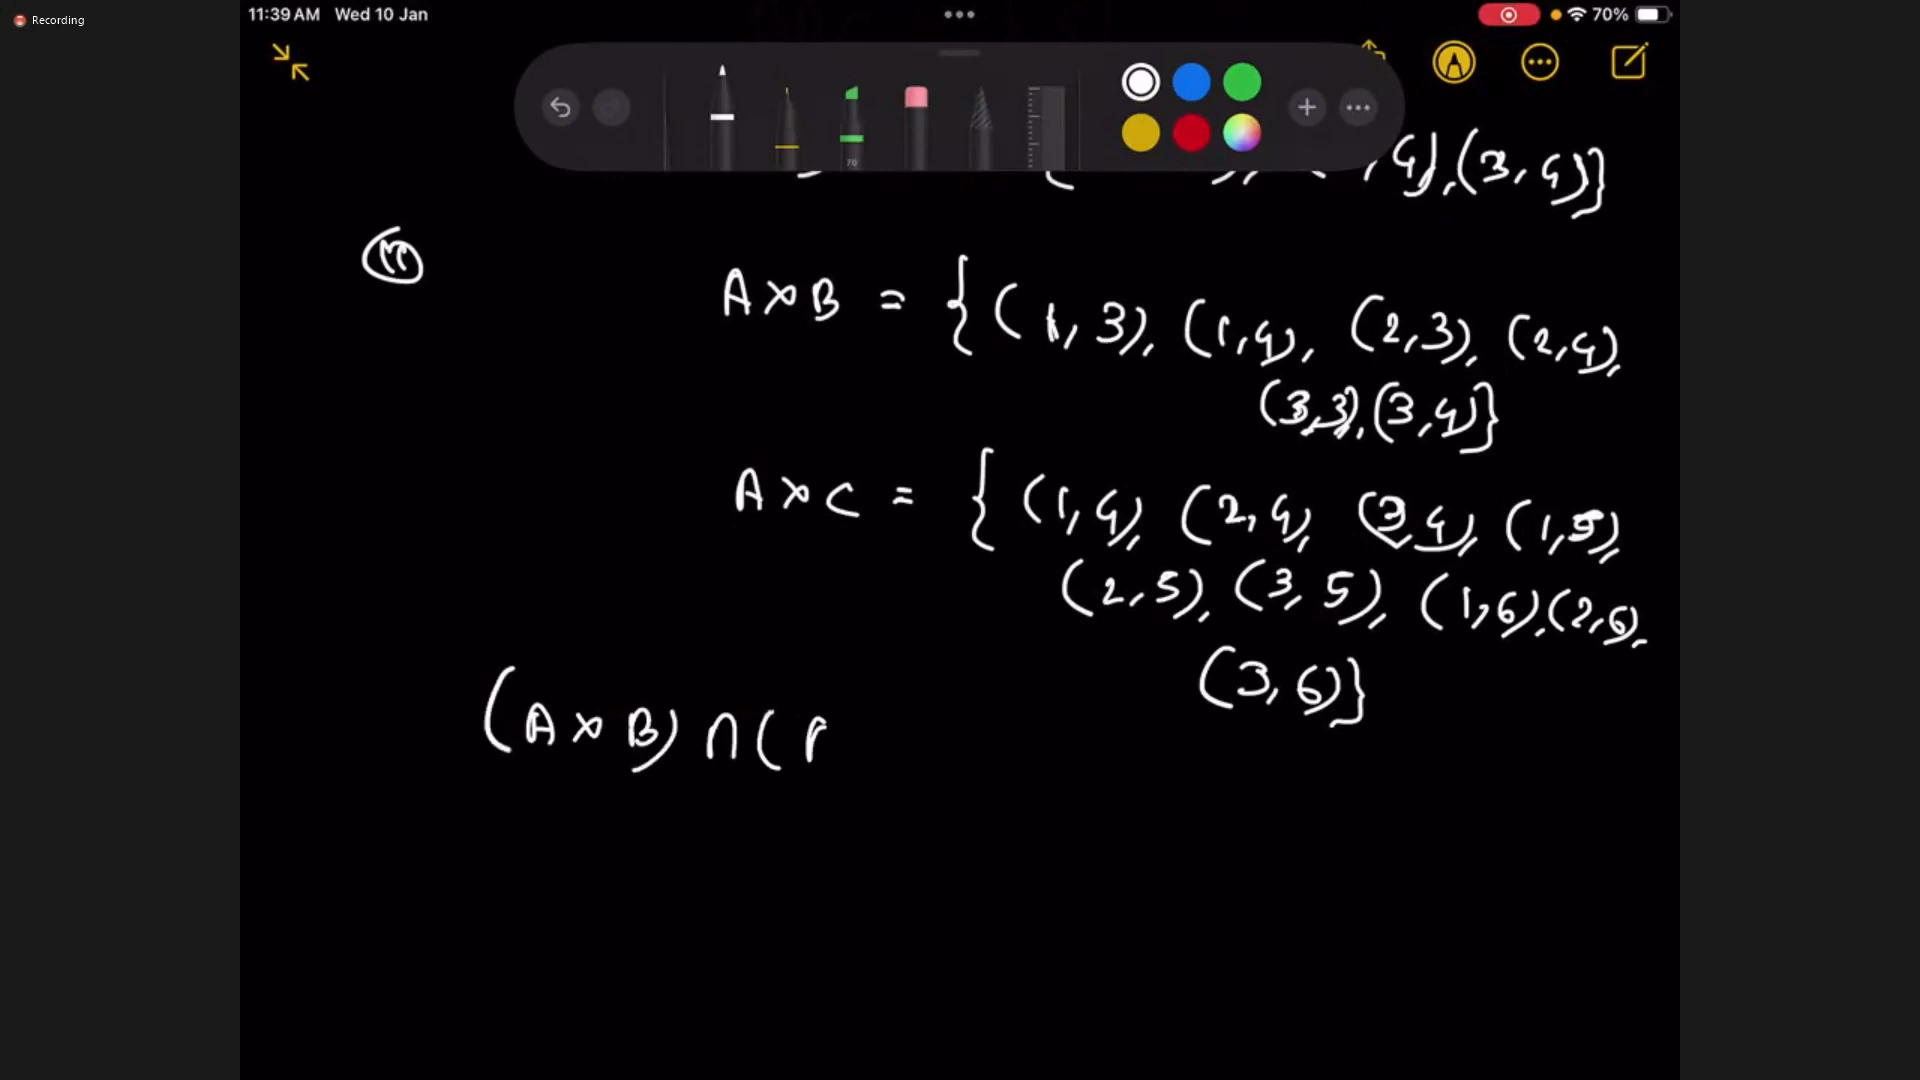 Recording
11:39 AM Wed 10 Jan
70%
70
, 4), (3, 4)}
A × B = { (1, 3), (1, 4), (2, 3), (2, 4),
(3, 3), (3, 4)}
A × C = { (1, 4), (2, 4), (3, 4), (1, 5),
(2, 5), (3, 5), (1, 6), (2, 6),
(3, 6)}
(A × B) ∩ (